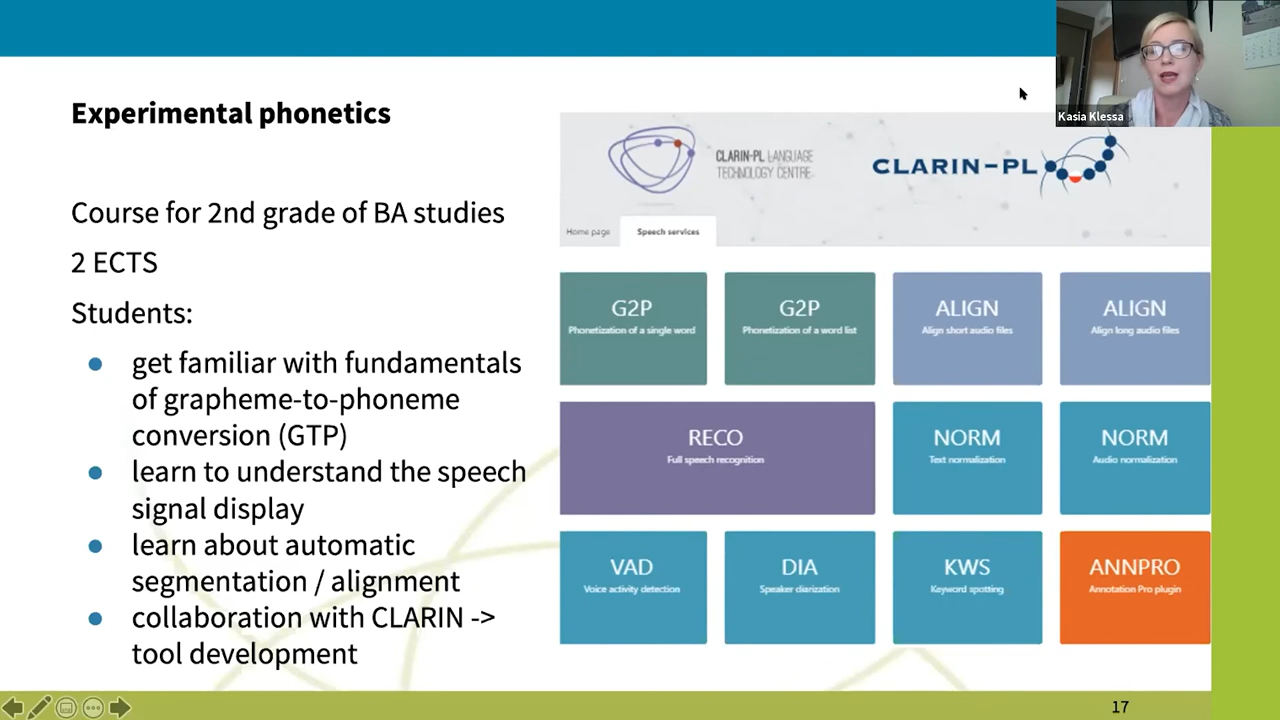 Experimental phonetics
Course for 2nd grade of BA studies
2 ECTS
Students:
● get familiar with fundamentals
of grapheme-to-phoneme
conversion (GTP)
● learn to understand the speech
signal display
● learn about automatic
segmentation / alignment
● collaboration with CLARIN ->
tool development
Kasia Klessa
CLARIN-PL LANGUAGE
TECHNOLOGY CENTRE
CLARIN-PL
Home page
Speech services
G2P
Phonetization of a single word
G2P
Phonetization of a word list
ALIGN
Align short audio files
ALIGN
Align long audio files
RECO
Full speech recognition
NORM
Text normalization
NORM
Audio normalization
VAD
Voice activity detection
DIA
Speaker diarization
KWS
Keyword spotting
ANNPRO
Annotation Pro plugin
17